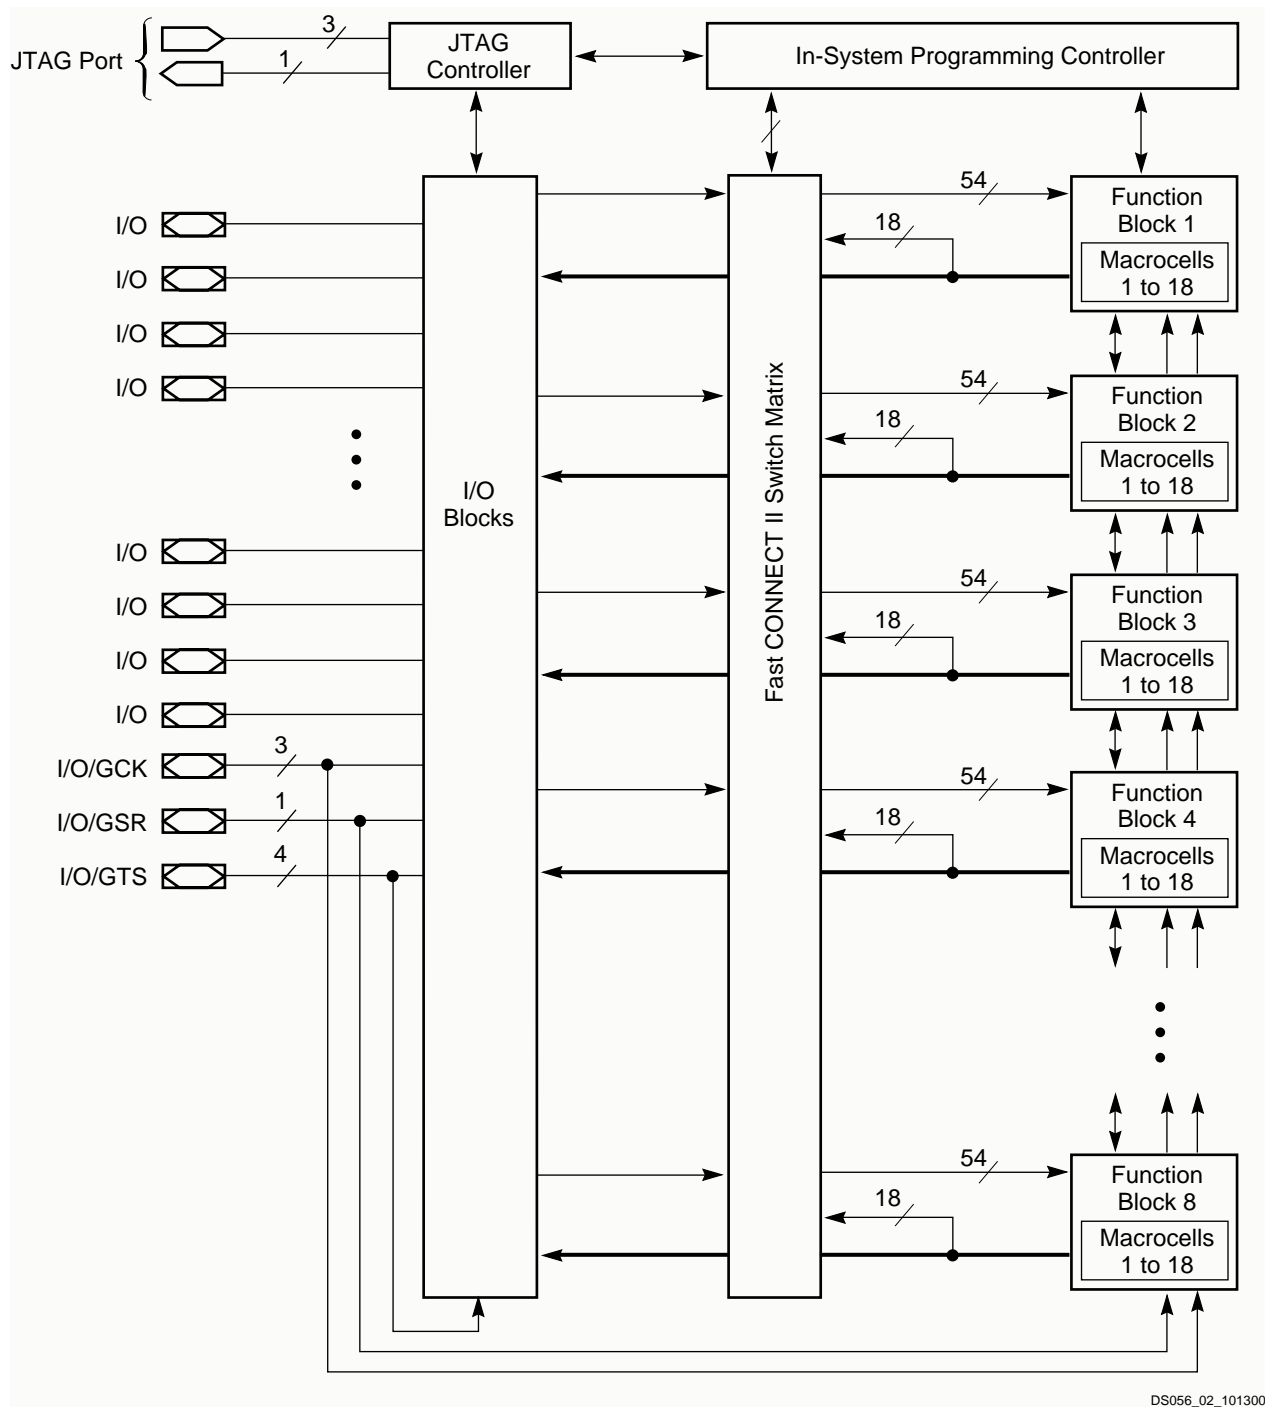 JTAG Port
3
1
JTAG
Controller
In-System Programming Controller
I/O
I/O
I/O
I/O
I/O
I/O
I/O
I/O
I/O/GCK
3
I/O/GSR
1
I/O/GTS
4
I/O
Blocks
Fast CONNECT II Switch Matrix
54
18
Function
Block 1
Macrocells
1 to 18
54
18
Function
Block 2
Macrocells
1 to 18
54
18
Function
Block 3
Macrocells
1 to 18
54
18
Function
Block 4
Macrocells
1 to 18
54
18
Function
Block 8
Macrocells
1 to 18
DS056_02_101300